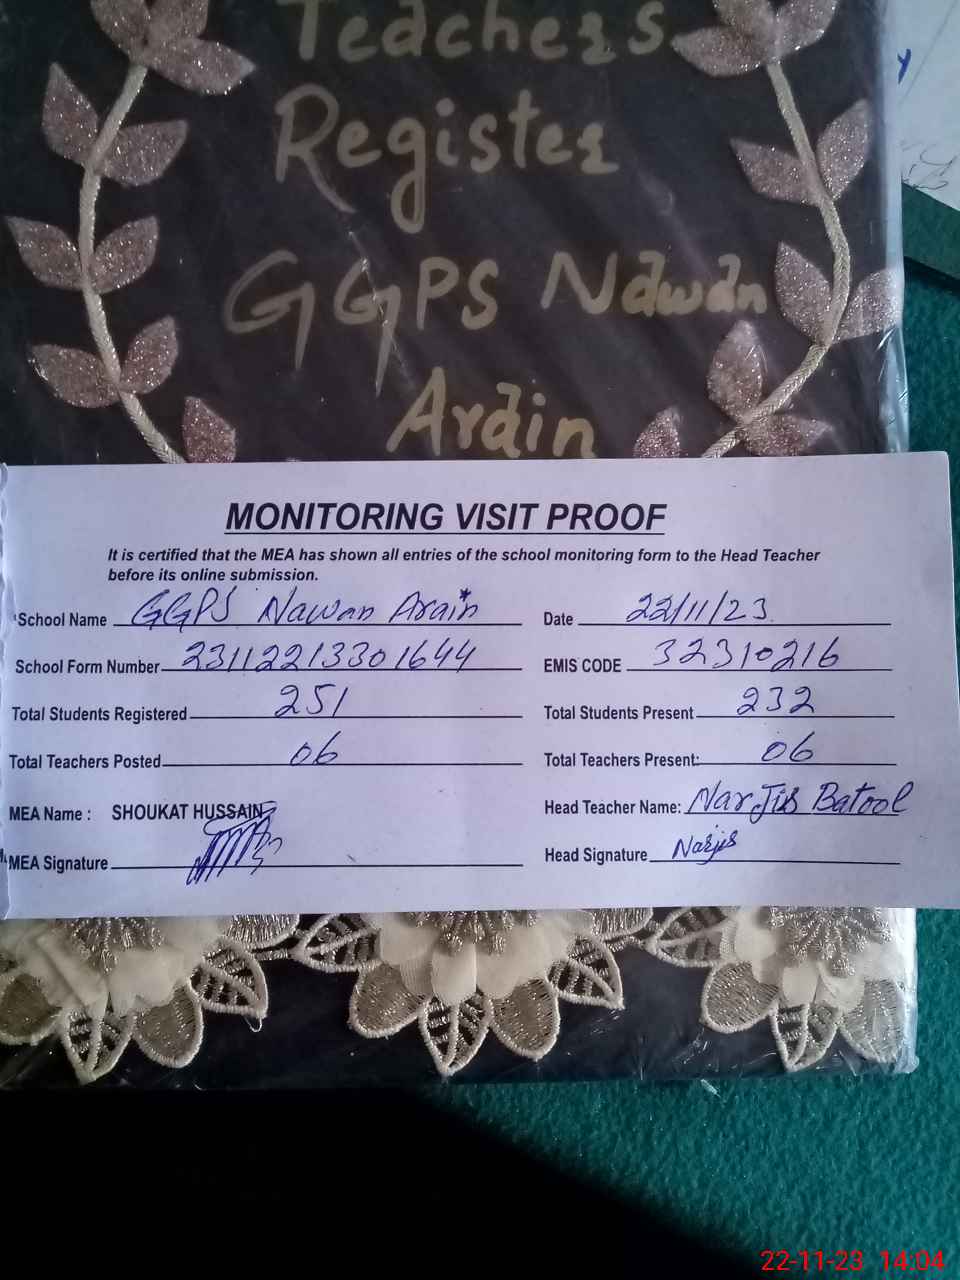 Teachers
Register
GGPS Nawan
Arain
MONITORING VISIT PROOF
It is certified that the MEA has shown all entries of the school monitoring form to the Head Teacher
before its online submission.
School Name GGPS Nawan Arain Date 22/11/23
School Form Number 23112213301644 EMIS CODE 32310216
Total Students Registered 251 Total Students Present 232
Total Teachers Posted 06 Total Teachers Present: 06
MEA Name : SHOUKAT HUSSAIN Head Teacher Name: Narjis Batool
MEA Signature Head Signature Narjis
22-11-23 14:04